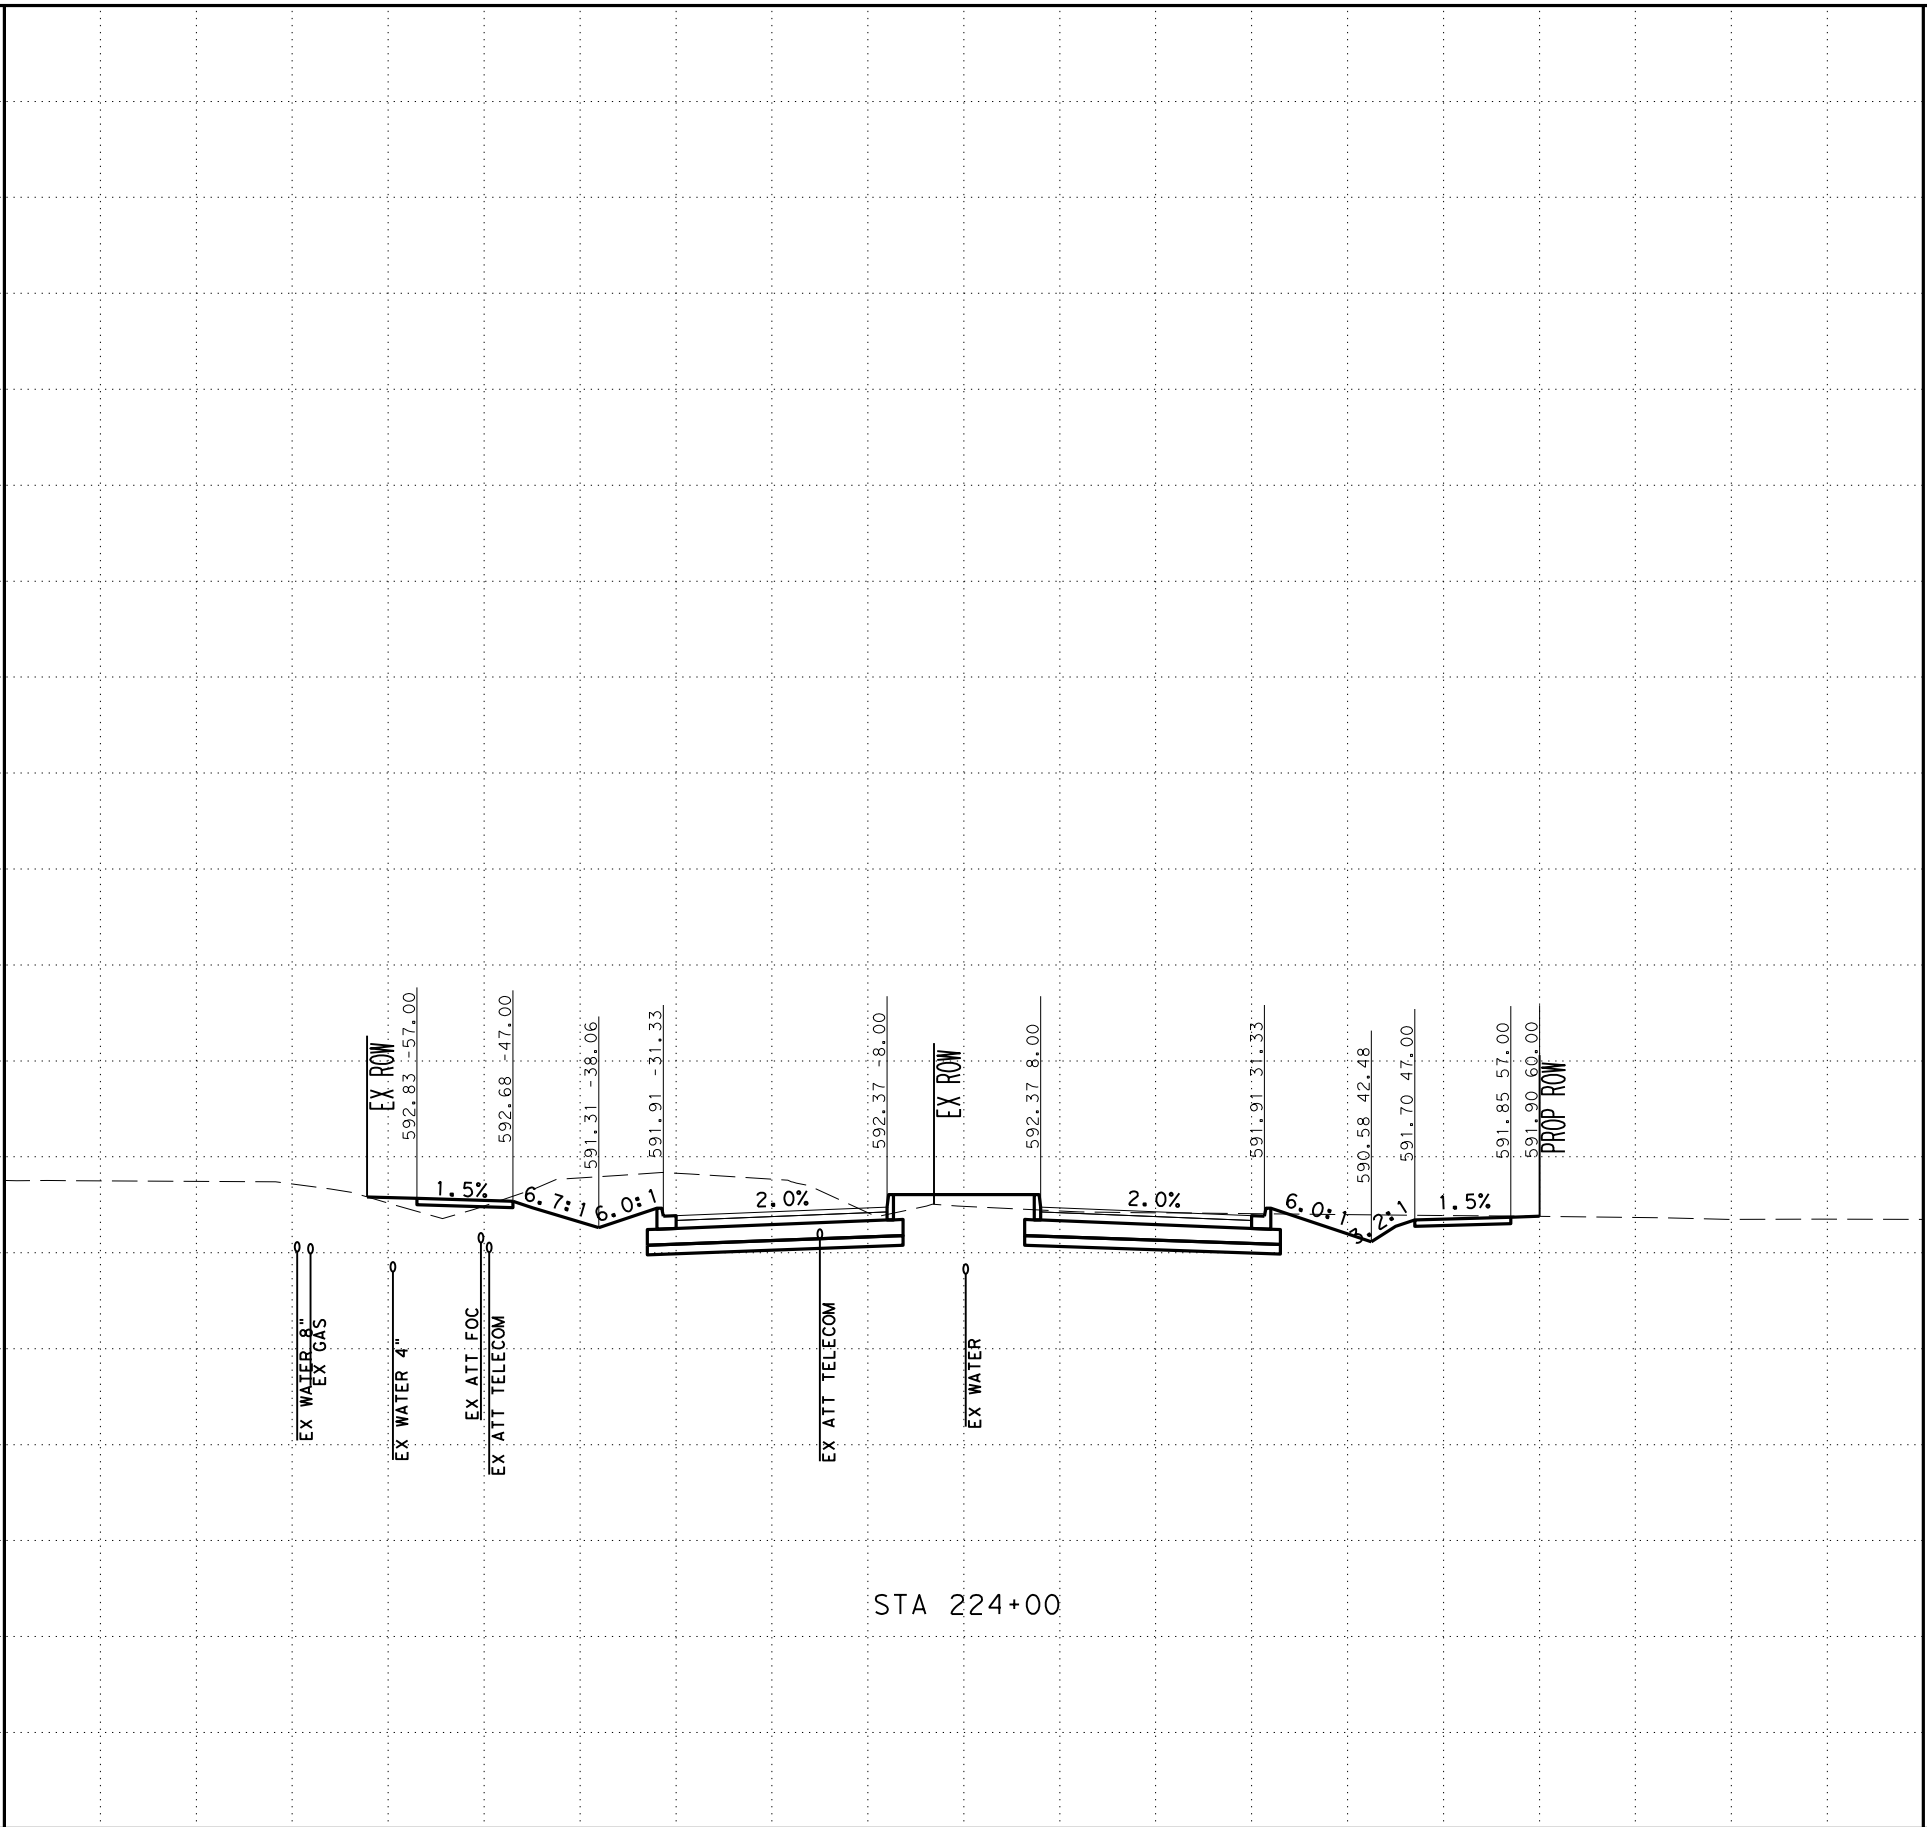 EX ROW
592.83 -57.00
592.68 -47.00
591.31 -38.06
591.91 -31.33
592.37 -8.00
EX ROW
592.37 8.00
591.91 31.33
590.58 42.48
591.70 47.00
591.85 57.00
591.90 60.00
PROP ROW
1.5%
6.7:1
6.0:1
2.0%
2.0%
6.0:1
2:1
1.5%
EX WATER 8"
EX GAS
EX WATER 4"
EX ATT FOC
EX ATT TELECOM
EX ATT TELECOM
EX WATER
STA 224+00